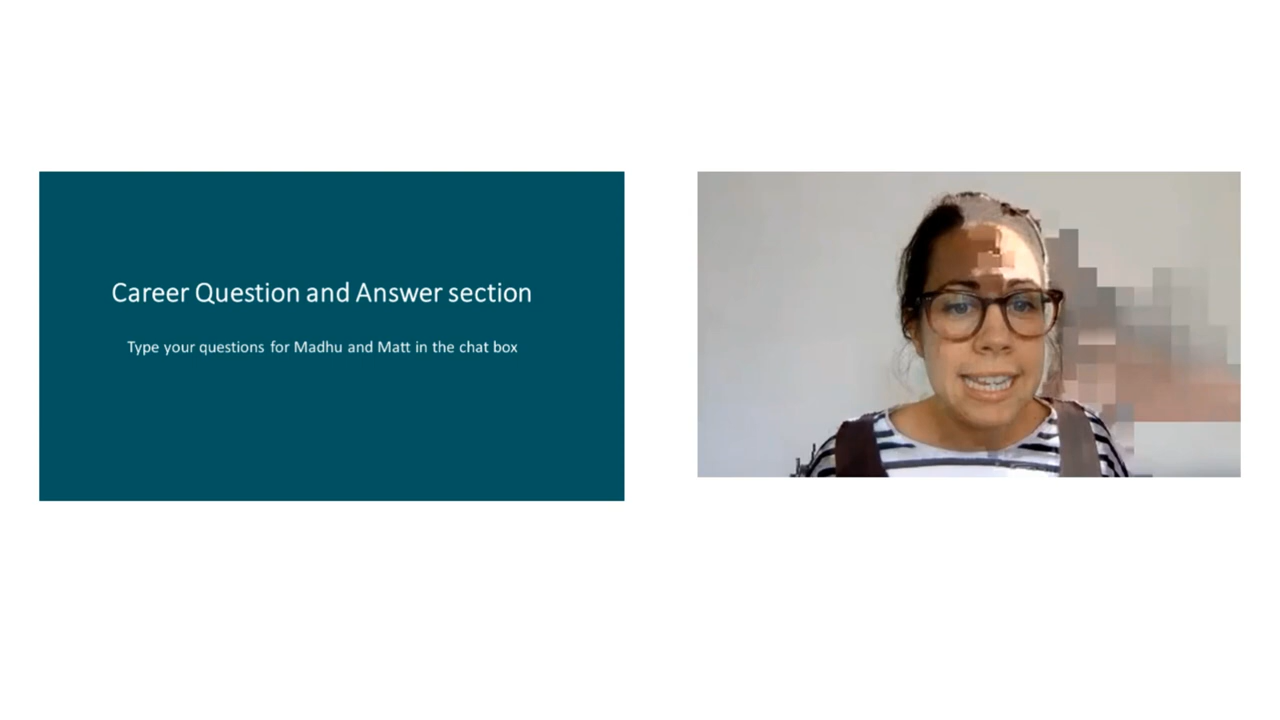 Career Question and Answer section
Type your questions for Madhu and Matt in the chat box